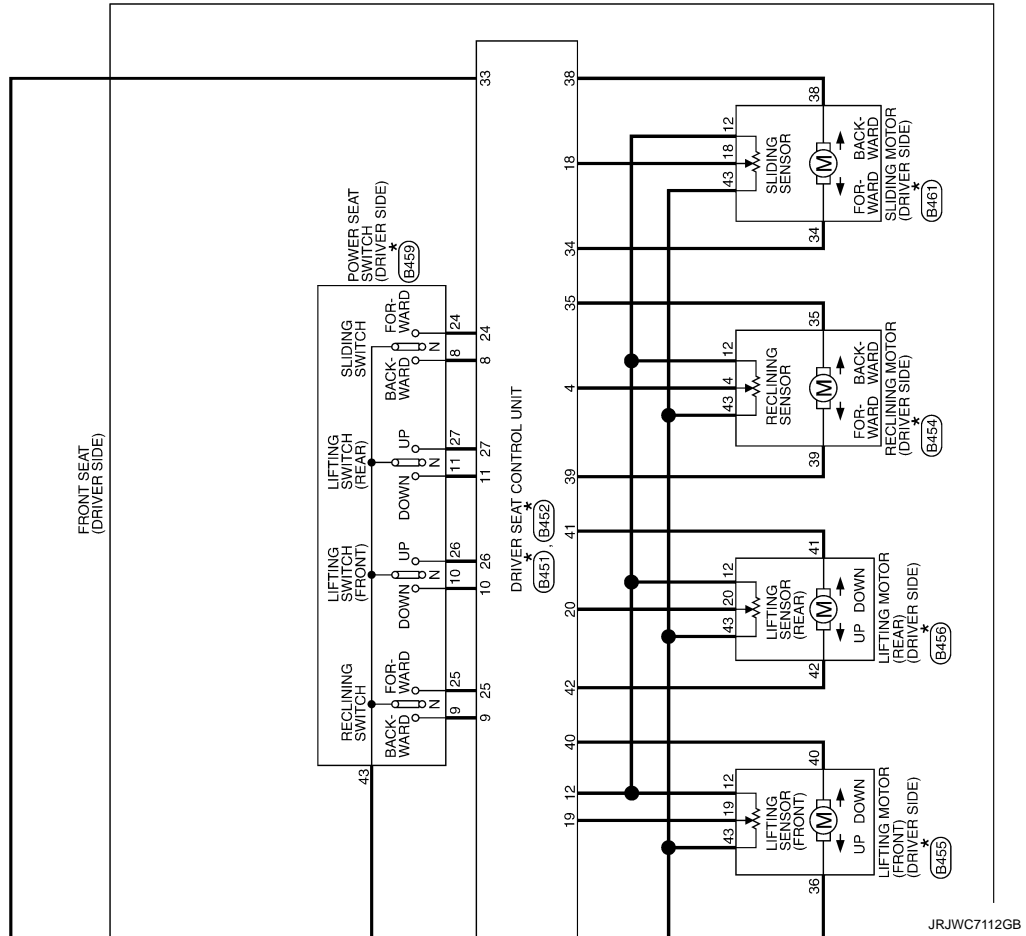 FRONT SEAT
(DRIVER SIDE)
33
POWER SEAT
SWITCH
(DRIVER SIDE)
*
B459
SLIDING
SWITCH
FOR-
WARD
N
BACK-
WARD
24
8
24
8
LIFTING
SWITCH
(REAR)
UP
N
DOWN
27
11
27
11
LIFTING
SWITCH
(FRONT)
UP
N
DOWN
26
10
26
10
RECLINING
SWITCH
FOR-
WARD
N
BACK-
WARD
25
9
25
9
43
DRIVER SEAT CONTROL UNIT
* *
B451 , B452
38
18
34
35
4
39
41
20
42
40
12
19
38
12
18
43
SLIDING
SENSOR
M
FOR-
WARD
BACK-
WARD
34
SLIDING MOTOR
(DRIVER SIDE)
*
B461
35
12
4
43
RECLINING
SENSOR
M
FOR-
WARD
BACK-
WARD
39
RECLINING MOTOR
(DRIVER SIDE)
*
B454
41
12
20
43
LIFTING
SENSOR
(REAR)
M
UP DOWN
42
LIFTING MOTOR
(REAR)
(DRIVER SIDE)
*
B456
40
12
19
43
LIFTING
SENSOR
(FRONT)
M
UP DOWN
36
LIFTING MOTOR
(FRONT)
(DRIVER SIDE)
*
B455
JRJWC7112GB